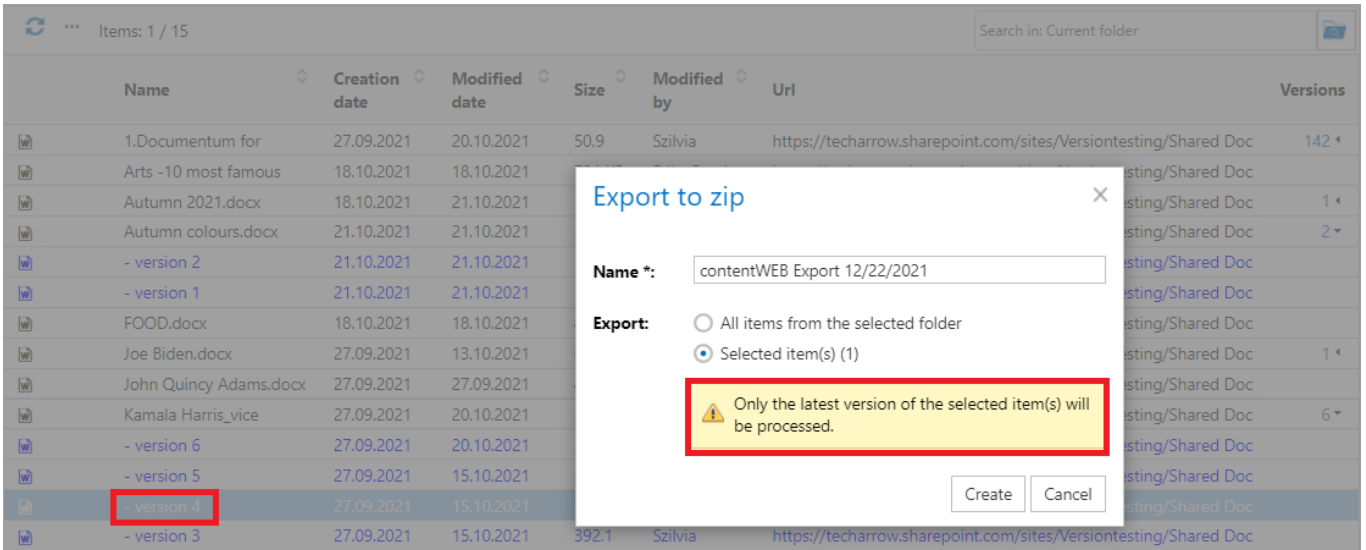 Items: 1 / 15 Search in: Current folder
Name Creation date Modified date Size Modified by Url Versions
1.Documentum for 27.09.2021 20.10.2021 50.9 Szilvia https://techarrow.sharepoint.com/sites/Versiontesting/Shared Doc 142
Arts -10 most famous 18.10.2021 18.10.2021 sting/Shared Doc
Autumn 2021.docx 18.10.2021 21.10.2021 sting/Shared Doc 1
Autumn colours.docx 21.10.2021 21.10.2021 sting/Shared Doc 2
- version 2 21.10.2021 21.10.2021 sting/Shared Doc
- version 1 21.10.2021 21.10.2021 sting/Shared Doc
FOOD.docx 18.10.2021 18.10.2021 sting/Shared Doc
Joe Biden.docx 27.09.2021 13.10.2021 sting/Shared Doc 1
John Quincy Adams.docx 27.09.2021 27.09.2021 sting/Shared Doc
Kamala Harris_vice 27.09.2021 20.10.2021 sting/Shared Doc 6
- version 6 27.09.2021 20.10.2021 sting/Shared Doc
- version 5 27.09.2021 15.10.2021 sting/Shared Doc
- version 4 27.09.2021 15.10.2021 sting/Shared Doc
- version 3 27.09.2021 15.10.2021 392.1 Szilvia https://techarrow.sharepoint.com/sites/Versiontesting/Shared Doc
Export to zip
Name *: contentWEB Export 12/22/2021
Export: All items from the selected folder
Selected item(s) (1)
Only the latest version of the selected item(s) will
be processed.
Create Cancel